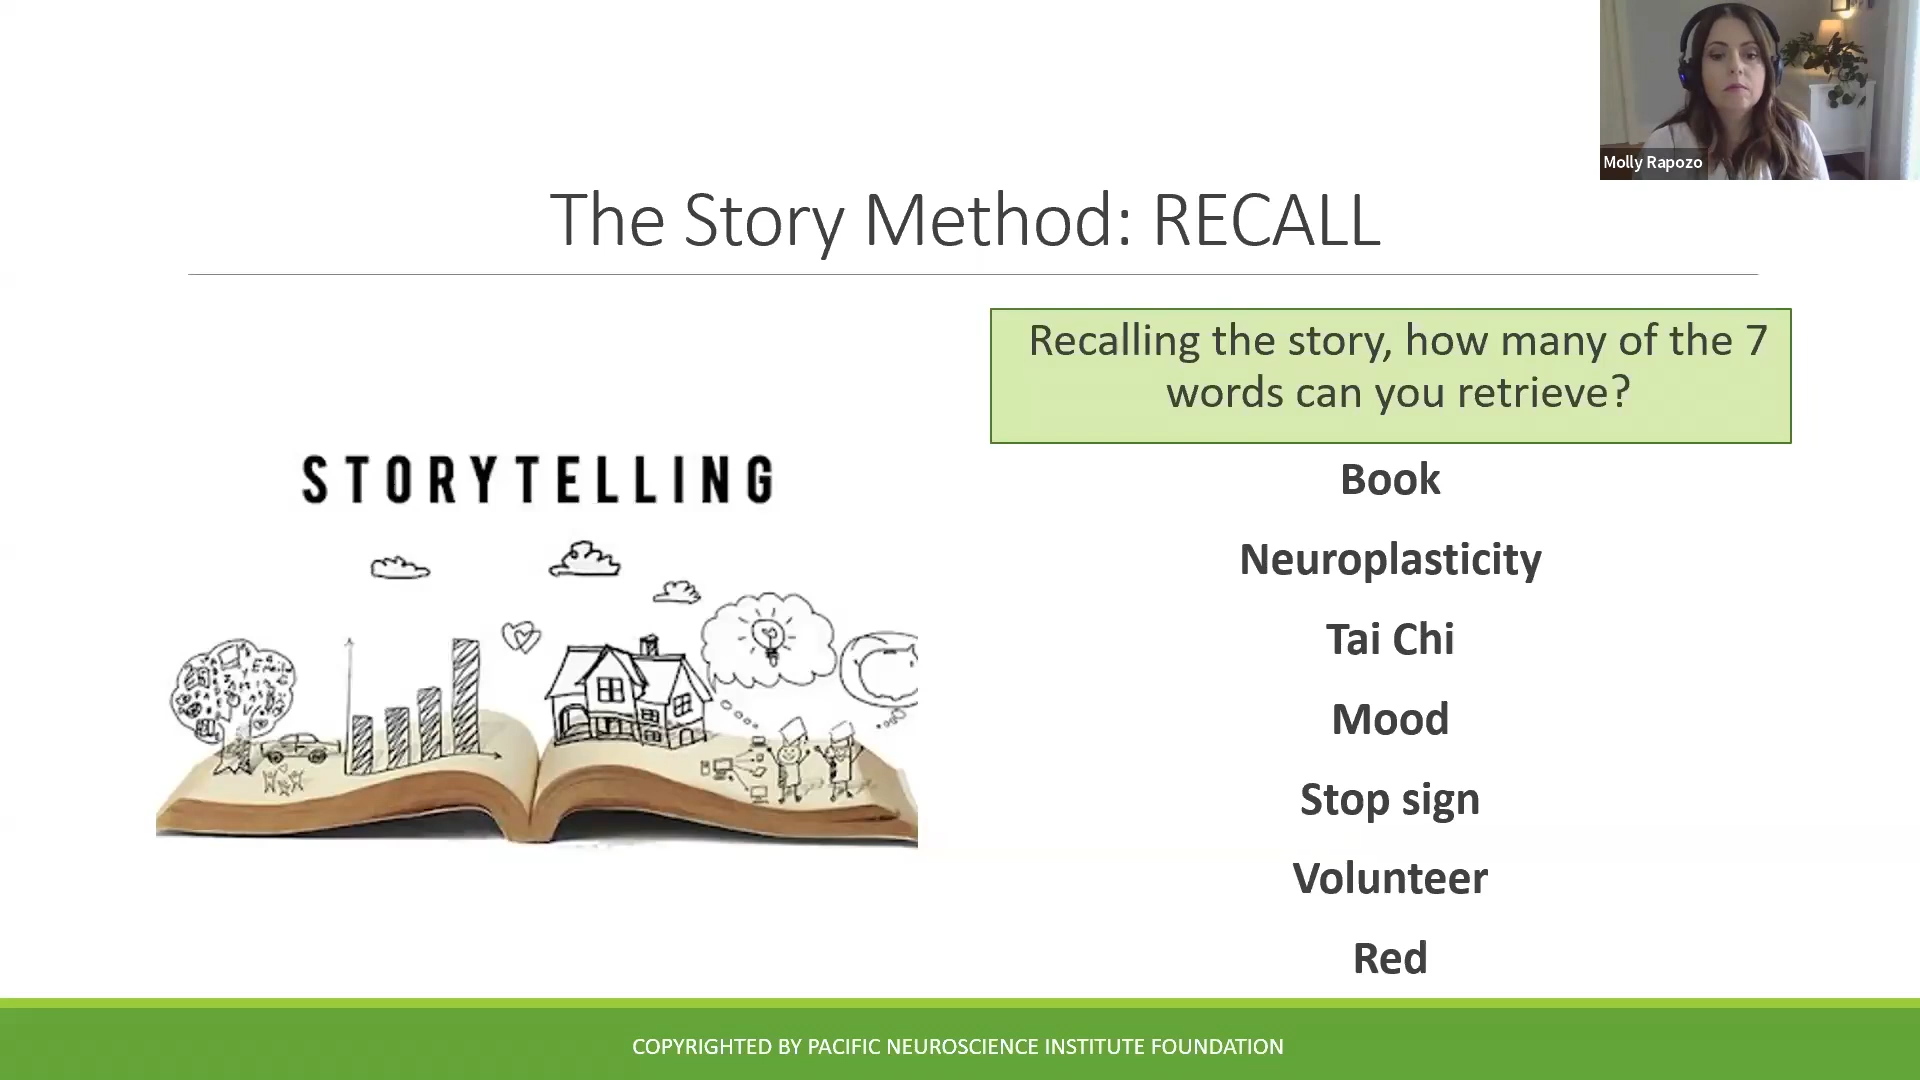 Molly Rapozo
The Story Method: RECALL
Recalling the story, how many of the 7
words can you retrieve?
STORYTELLING
Book
Neuroplasticity
Tai Chi
Mood
Stop sign
Volunteer
Red
COPYRIGHTED BY PACIFIC NEUROSCIENCE INSTITUTE FOUNDATION